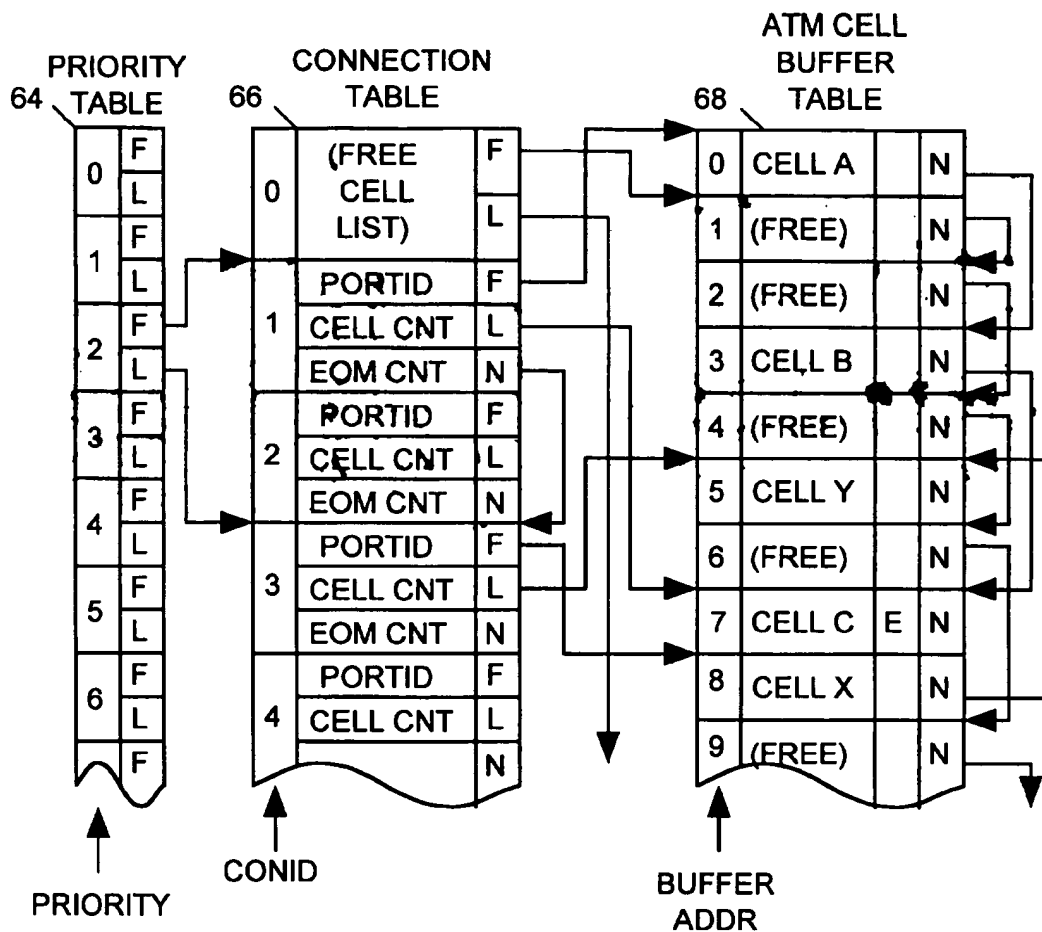 PRIORITY
TABLE
64
0
F
L
1
F
L
2
F
L
3
F
L
4
F
L
5
F
L
6
F
L
F
PRIORITY
CONNECTION
TABLE
66
0
(FREE
CELL
LIST)
F
L
1
PORTID F
CELL CNT L
EOM CNT N
2
PORTID F
CELL CNT L
EOM CNT N
3
PORTID F
CELL CNT L
EOM CNT N
4
PORTID F
CELL CNT L
N
CONID
ATM CELL
BUFFER
TABLE
68
0 CELL A N
1 (FREE) N
2 (FREE) N
3 CELL B N
4 (FREE) N
5 CELL Y N
6 (FREE) N
7 CELL C E N
8 CELL X N
9 (FREE) N
BUFFER
ADDR